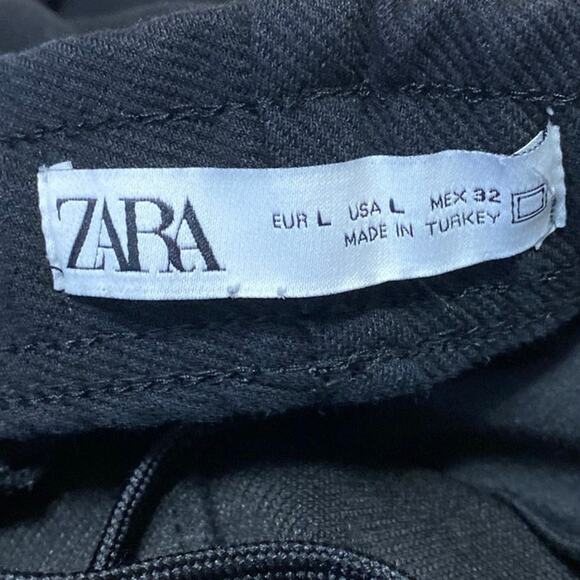 ZARA
EUR L USA L MEX 32
MADE IN TURKEY